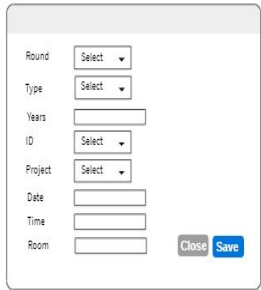 Round Select
Type Select
Years
ID Select
Project Select
Date
Time
Room
Close Save